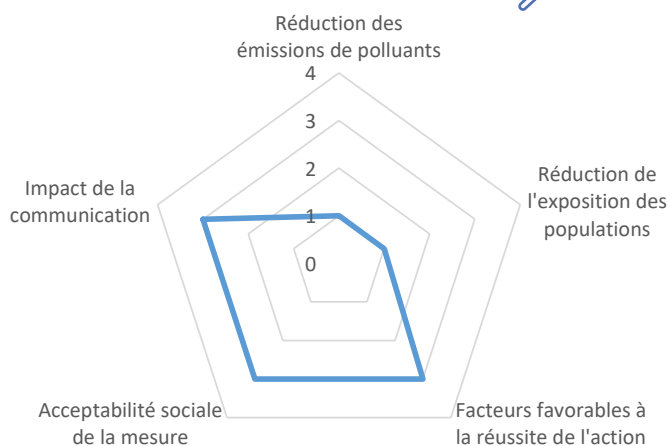 Réduction des
émissions de polluants
4
3
2
1
0
Réduction de
l'exposition des
populations
Facteurs favorables à
la réussite de l'action
Acceptabilité sociale
de la mesure
Impact de la
communication